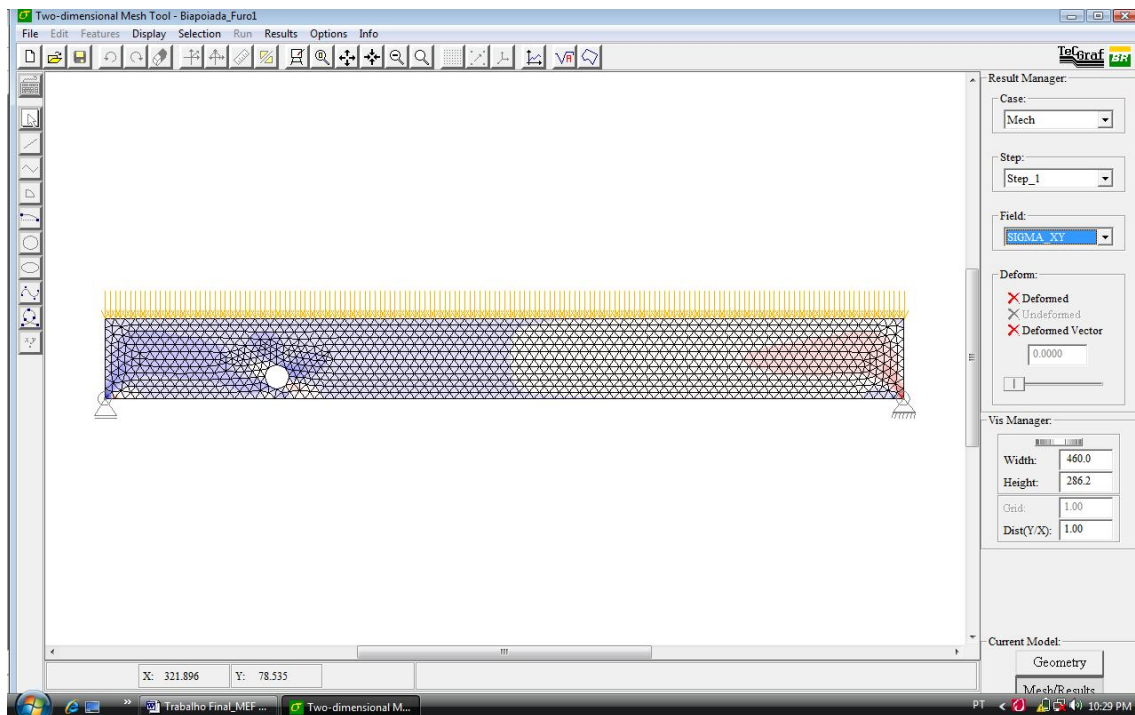 Two-dimensional Mesh Tool - Biapoiada_Furo1
File Edit Features Display Selection Run Results Options Info
TeCGraf BR
Result Manager:
Case:
Mech
Step:
Step_1
Field:
SIGMA_XY
Deform:
Deformed
Undeformed
Deformed Vector
0.0000
Vis Manager:
Width: 460.0
Height: 286.2
Grid: 1.00
Dist(Y/X): 1.00
Current Model:
Geometry
Mesh/Results
X: 321.896 Y: 78.535
» Trabalho Final_MEF ... Two-dimensional M... PT < 10:29 PM